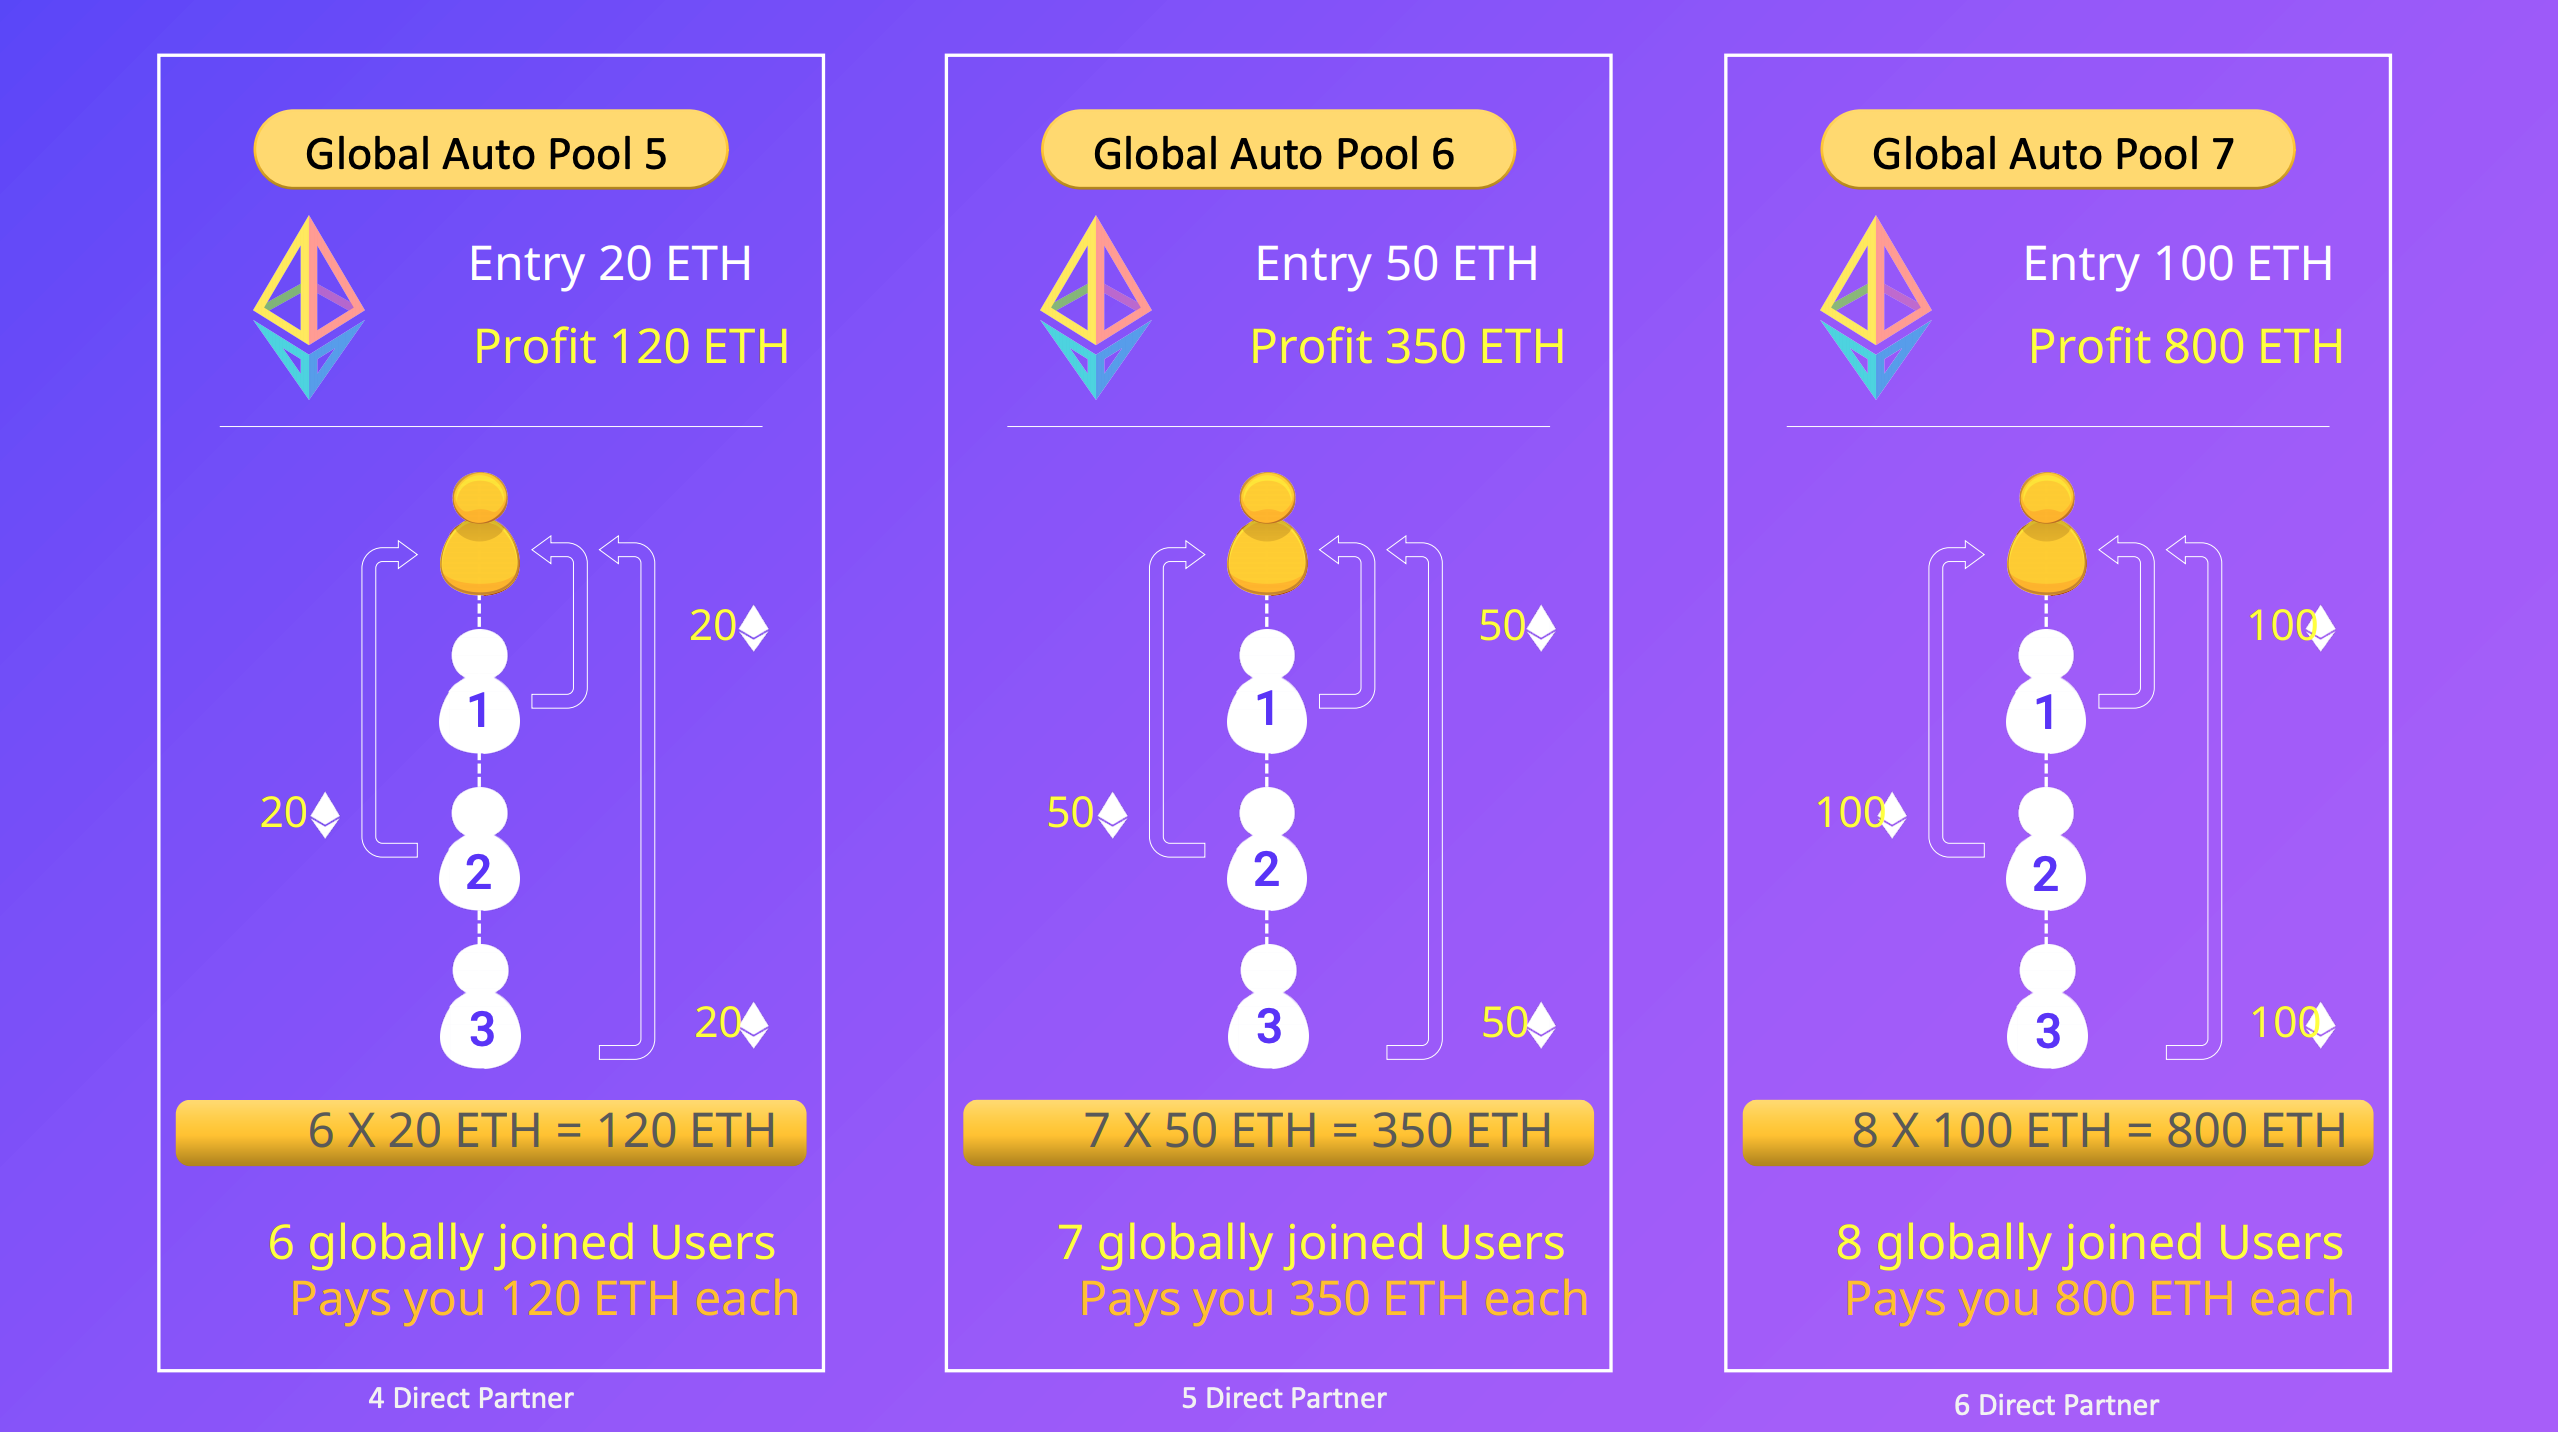 Global Auto Pool 5
Entry 20 ETH
Profit 120 ETH
20
1
20
2
20
3
6 X 20 ETH = 120 ETH
6 globally joined Users
Pays you 120 ETH each
4 Direct Partner
Global Auto Pool 6
Entry 50 ETH
Profit 350 ETH
50
1
50
2
50
3
7 X 50 ETH = 350 ETH
7 globally joined Users
Pays you 350 ETH each
5 Direct Partner
Global Auto Pool 7
Entry 100 ETH
Profit 800 ETH
100
1
100
2
100
3
8 X 100 ETH = 800 ETH
8 globally joined Users
Pays you 800 ETH each
6 Direct Partner